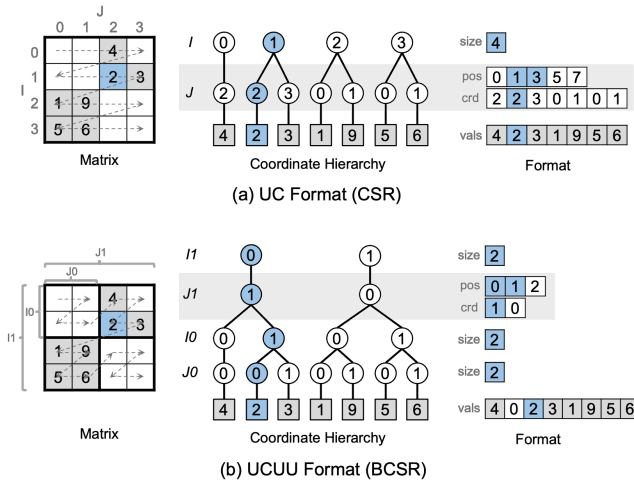 J
0 1 2 3
I
0 4
1 2 3
2 1 9
3 5 6
Matrix
I 0 1 2 3
J 2 2 3 0 1 0 1
4 2 3 1 9 5 6
Coordinate Hierarchy
size 4
pos 0 1 3 5 7
crd 2 2 3 0 1 0 1
vals 4 2 3 1 9 5 6
Format
(a) UC Format (CSR)
J1
J0
I1
I0
4
2 3
1 9
5 6
Matrix
I1 0 1
J1 1 0
I0 0 1 0 1
J0 0 0 1 0 1 0 1
4 2 3 1 9 5 6
Coordinate Hierarchy
size 2
pos 0 1 2
crd 1 0
size 2
size 2
vals 4 0 2 3 1 9 5 6
Format
(b) UCUU Format (BCSR)